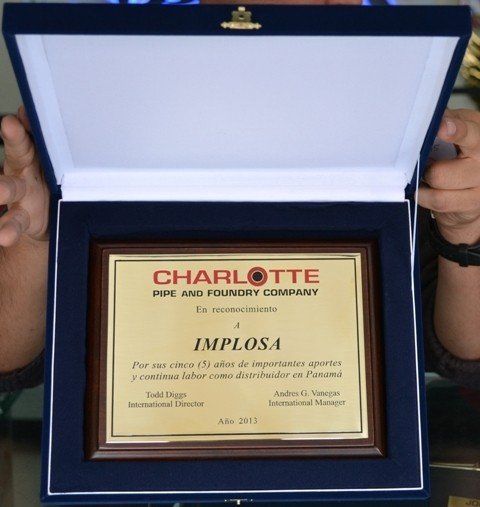 CHARLOTTE
PIPE AND FOUNDRY COMPANY
En reconocimiento
A
IMPLOSA
Por sus cinco (5) años de importantes aportes
y continua labor como distribuidor en Panamá
Todd Diggs
International Director
Andres G. Vanegas
International Manager
Año 2013